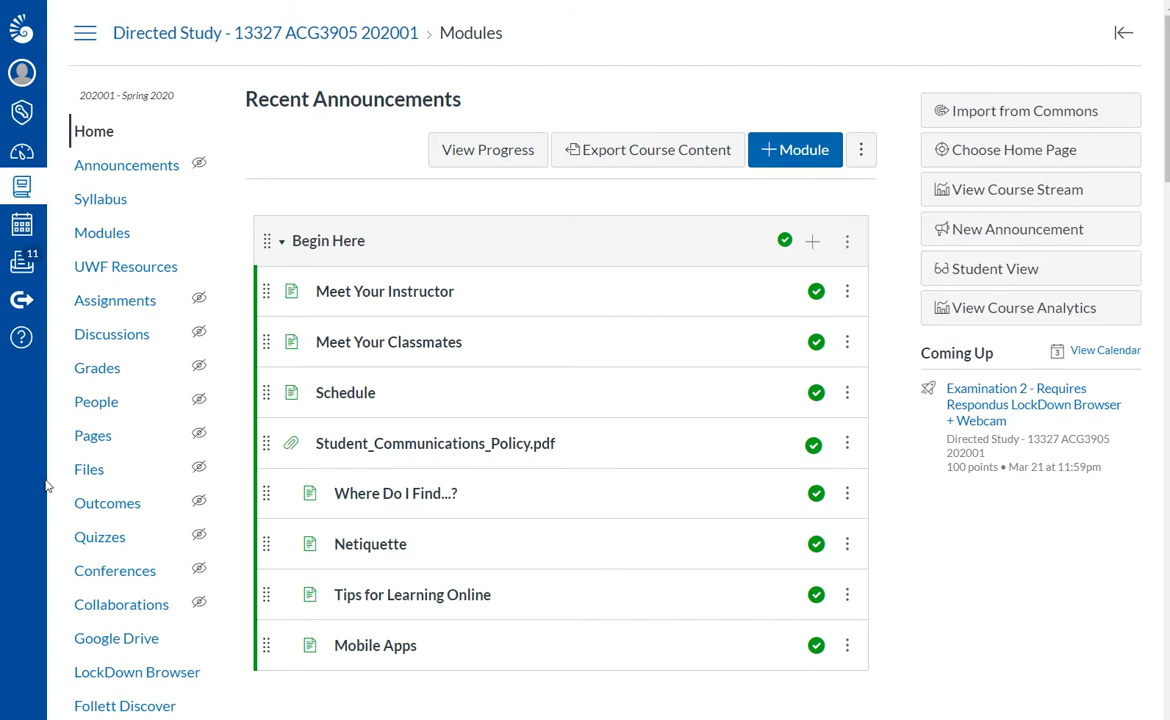 Directed Study - 13327 ACG3905 202001 › Modules
11
202001 - Spring 2020
Home
Announcements
Syllabus
Modules
UWF Resources
Assignments
Discussions
Grades
People
Pages
Files
Outcomes
Quizzes
Conferences
Collaborations
Google Drive
LockDown Browser
Follett Discover
Recent Announcements
View Progress
Export Course Content
+ Module
Begin Here
Meet Your Instructor
Meet Your Classmates
Schedule
Student_Communications_Policy.pdf
Where Do I Find...?
Netiquette
Tips for Learning Online
Mobile Apps
Import from Commons
Choose Home Page
View Course Stream
New Announcement
Student View
View Course Analytics
Coming Up
3
View Calendar
Examination 2 - Requires
Respondus LockDown Browser
+ Webcam
Directed Study - 13327 ACG3905
202001
100 points • Mar 21 at 11:59pm